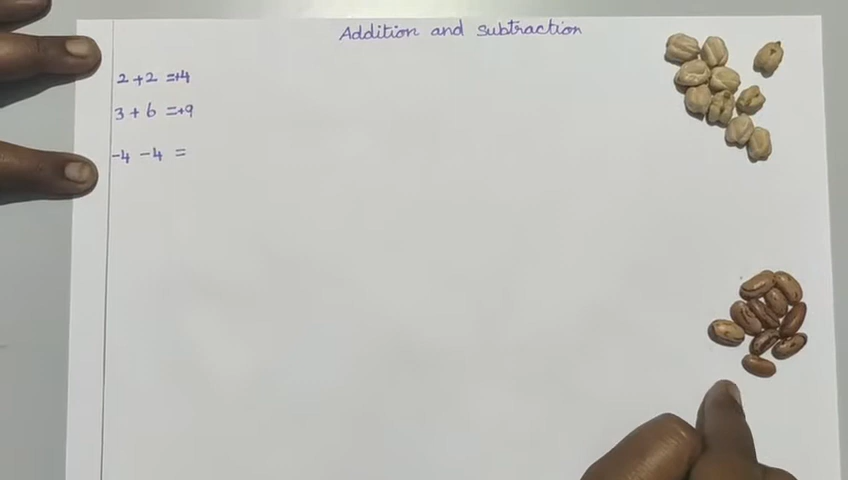 Addition and subtraction
2 + 2 = +4
3 + 6 = +9
-4 -4 =